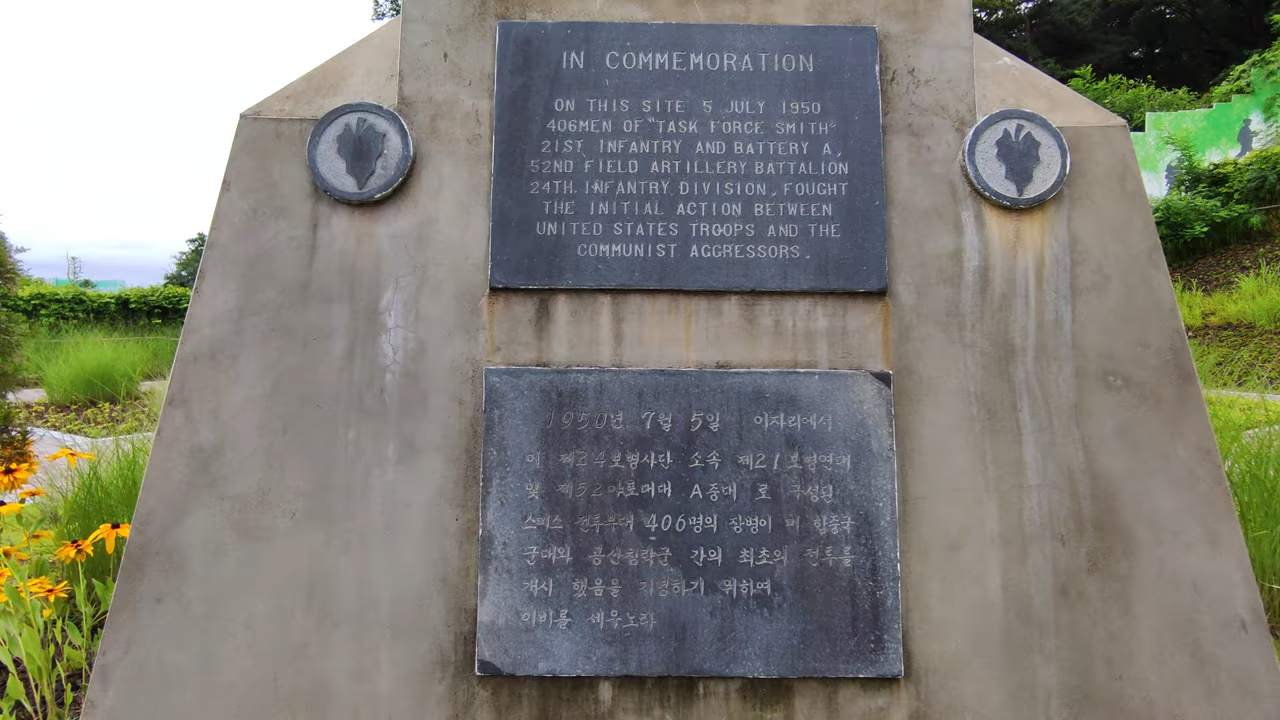 IN COMMEMORATION
ON THIS SITE 5 JULY 1950
406MEN OF "TASK FORCE SMITH"
21ST. INFANTRY AND BATTERY A,
52ND FIELD ARTILLERY BATTALION
24TH. INFANTRY DIVISION, FOUGHT
THE INITIAL ACTION BETWEEN
UNITED STATES TROOPS AND THE
COMMUNIST AGGRESSORS.
1950년 7월 5일 이자리에서
미 제24보병사단 소속 제21보병연대
및 제52야포대대 A중대 로 구성된
스미스 전투부대 406명의 장병이 미 합중국
군대와 공산침략군 간의 최초의 전투를
개시 했음을 기념하기 위하여
이비를 세우노라